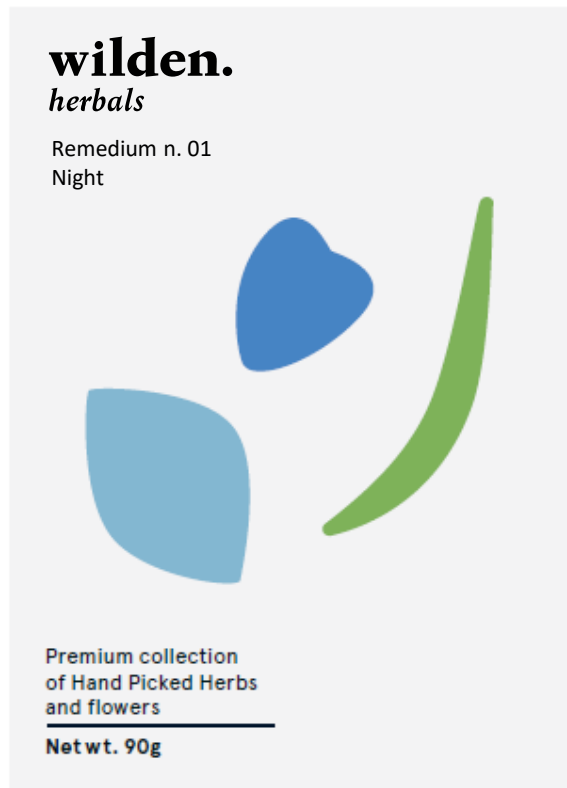 wilden.
herbals
Remedium n. 01
Night
Premium collection
of Hand Picked Herbs
and flowers
Net wt. 90g